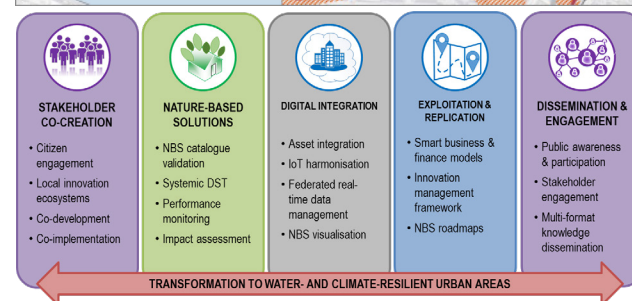 STAKEHOLDER
CO-CREATION
• Citizen
engagement
• Local innovation
ecosystems
• Co-development
• Co-implementation
NATURE-BASED
SOLUTIONS
• NBS catalogue
validation
• Systemic DST
• Performance
monitoring
• Impact assessment
DIGITAL INTEGRATION
• Asset integration
• IoT harmonisation
• Federated real-
time data
management
• NBS visualisation
EXPLOITATION &
REPLICATION
• Smart business &
finance models
• Innovation
management
framework
• NBS roadmaps
DISSEMINATION &
ENGAGEMENT
• Public awareness
& participation
• Stakeholder
engagement
• Multi-format
knowledge
dissemination
TRANSFORMATION TO WATER- AND CLIMATE-RESILIENT URBAN AREAS